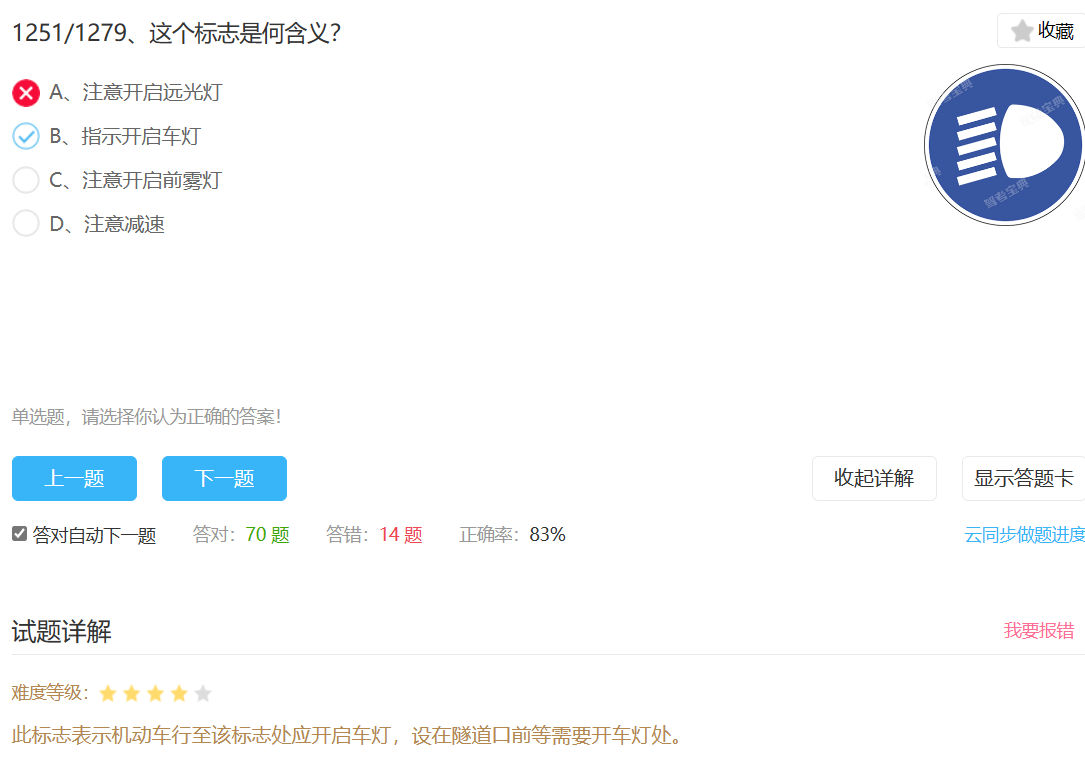 1251/1279、这个标志是何含义？
收藏
A、注意开启远光灯
B、指示开启车灯
C、注意开启前雾灯
D、注意减速
驾考宝典
单选题，请选择你认为正确的答案！
上一题 下一题 收起详解 显示答题卡
答对自动下一题 答对：70 题 答错：14 题 正确率：83% 云同步做题进度
试题详解 我要报错
难度等级：
此标志表示机动车行至该标志处应开启车灯，设在隧道口前等需要开车灯处。